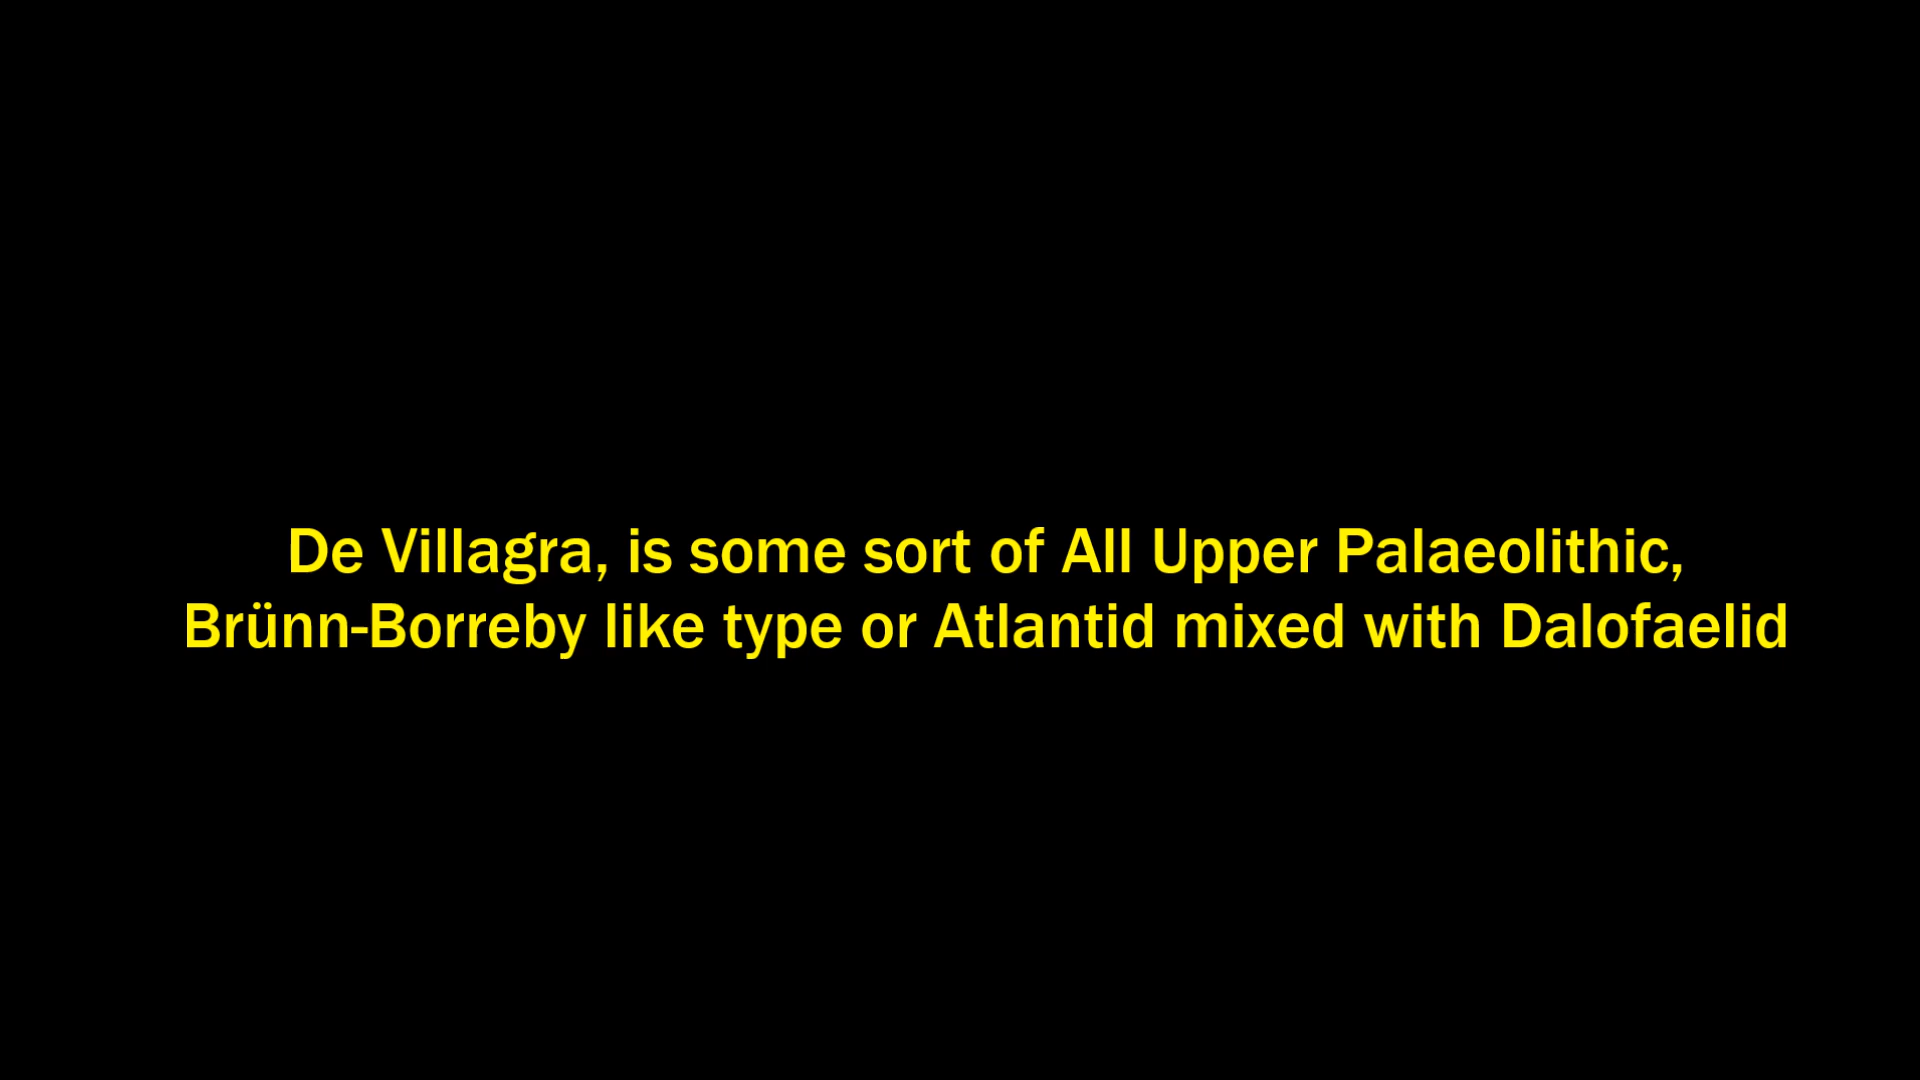 De Villagra, is some sort of All Upper Palaeolithic,
Brünn-Borreby like type or Atlantid mixed with Dalofaelid